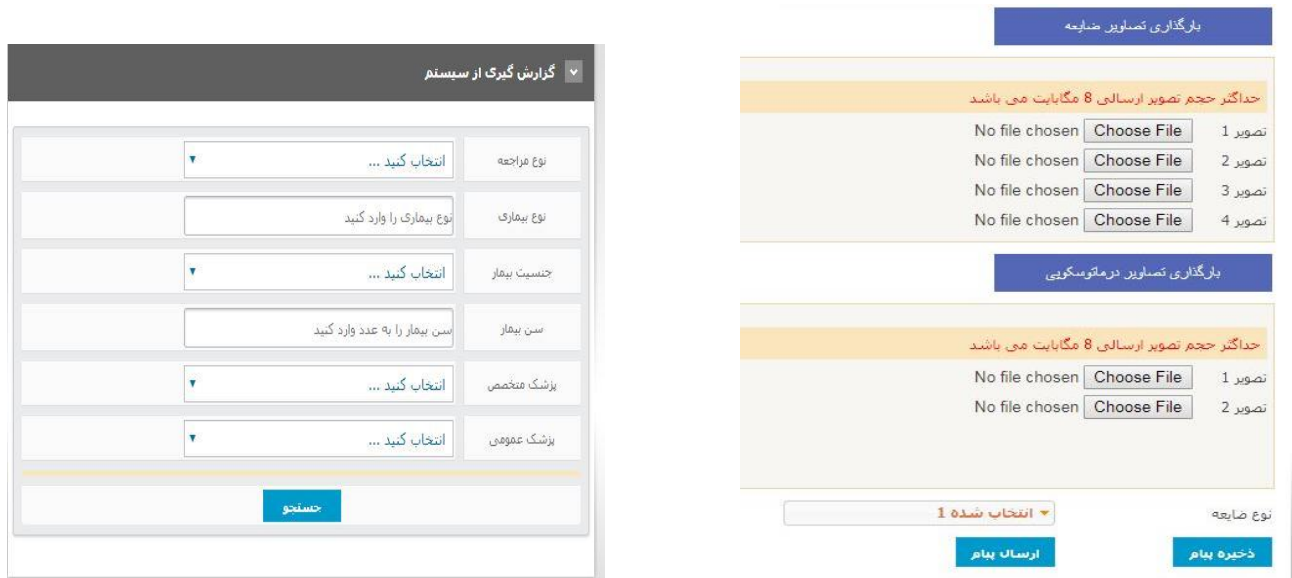 گزارش گیری از سیستم
نوع مراجعه انتخاب کنید ...
نوع بیماری نوع بیماری را وارد کنید
جنسیت بیمار انتخاب کنید ...
سن بیمار سن بیمار را به عدد وارد کنید
پزشک متخصص انتخاب کنید ...
پزشک عمومی انتخاب کنید ...
جستجو
بارگذاری تصاویر ضایعه
حداکثر حجم تصویر ارسالی 8 مگابایت می باشد
تصویر 1 Choose File No file chosen
تصویر 2 Choose File No file chosen
تصویر 3 Choose File No file chosen
تصویر 4 Choose File No file chosen
بارگذاری تصاویر درماتوسکوپی
حداکثر حجم تصویر ارسالی 8 مگابایت می باشد
تصویر 1 Choose File No file chosen
تصویر 2 Choose File No file chosen
نوع ضایعه انتخاب شده 1
ذخیره پیام ارسال پیام